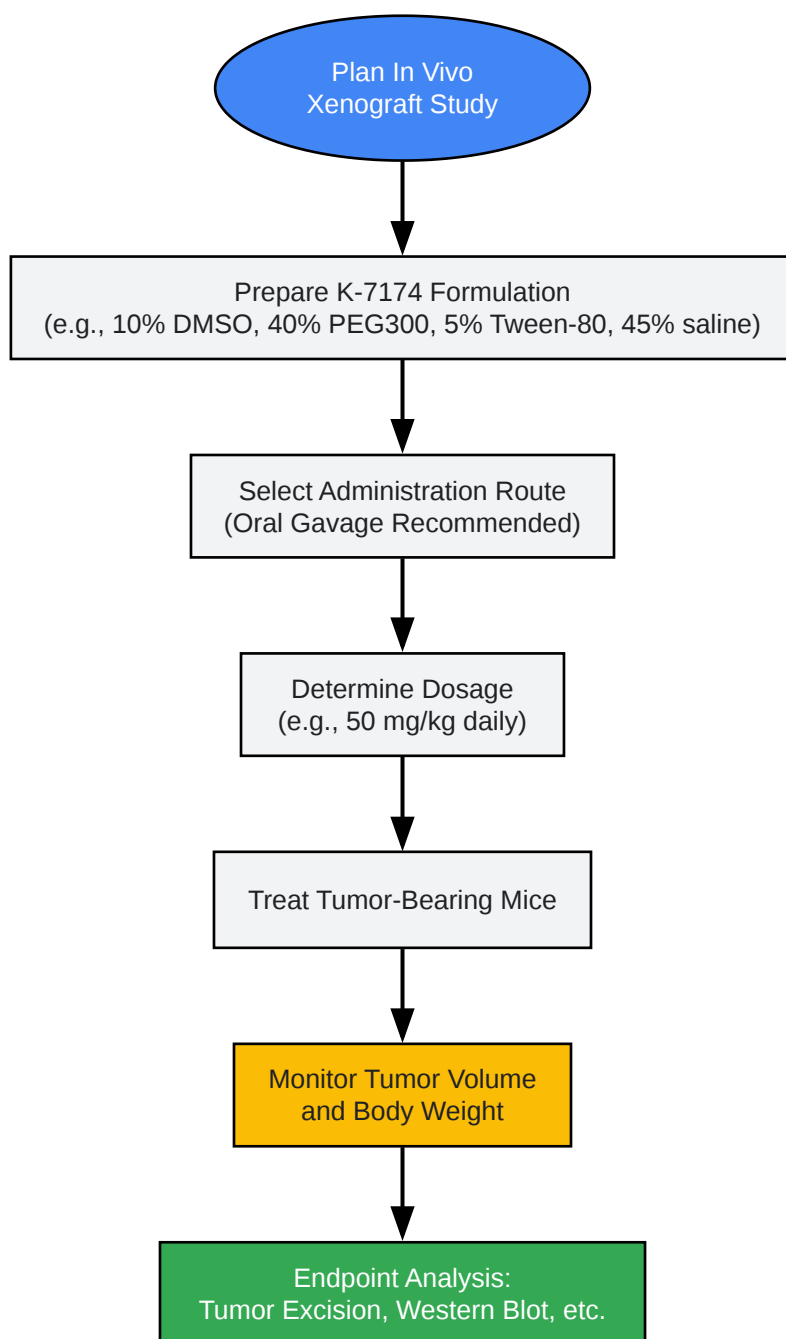 Plan In Vivo
Xenograft Study
Prepare K-7174 Formulation
(e.g., 10% DMSO, 40% PEG300, 5% Tween-80, 45% saline)
Select Administration Route
(Oral Gavage Recommended)
Determine Dosage
(e.g., 50 mg/kg daily)
Treat Tumor-Bearing Mice
Monitor Tumor Volume
and Body Weight
Endpoint Analysis:
Tumor Excision, Western Blot, etc.